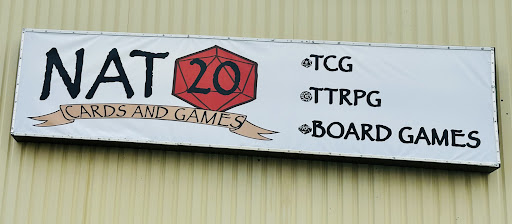 NAT 20
CARDS AND GAMES
TCG
TTRPG
BOARD GAMES